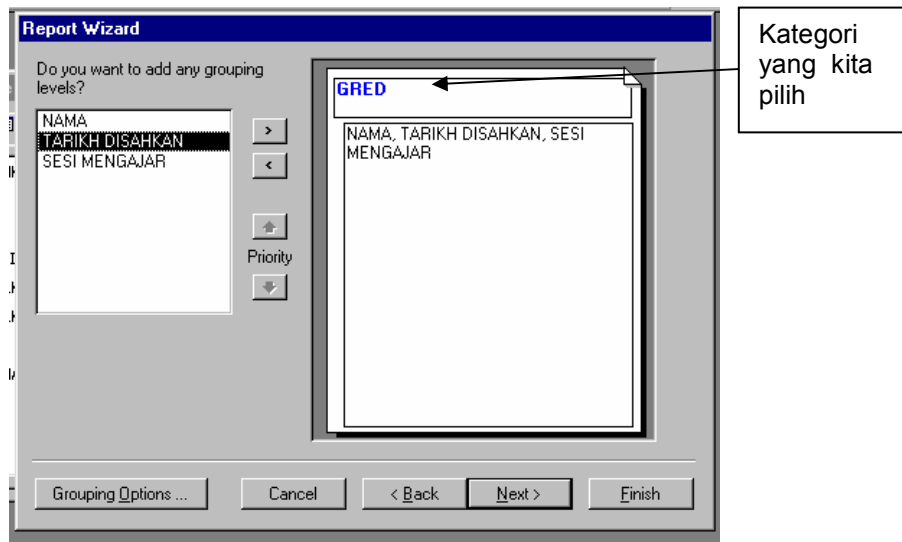 Report Wizard
Do you want to add any grouping
levels?
NAMA
TARIKH DISAHKAN
SESI MENGAJAR
>
<
Priority
GRED
NAMA, TARIKH DISAHKAN, SESI
MENGAJAR
Kategori
yang kita
pilih
Grouping Options ...
Cancel
< Back
Next >
Finish